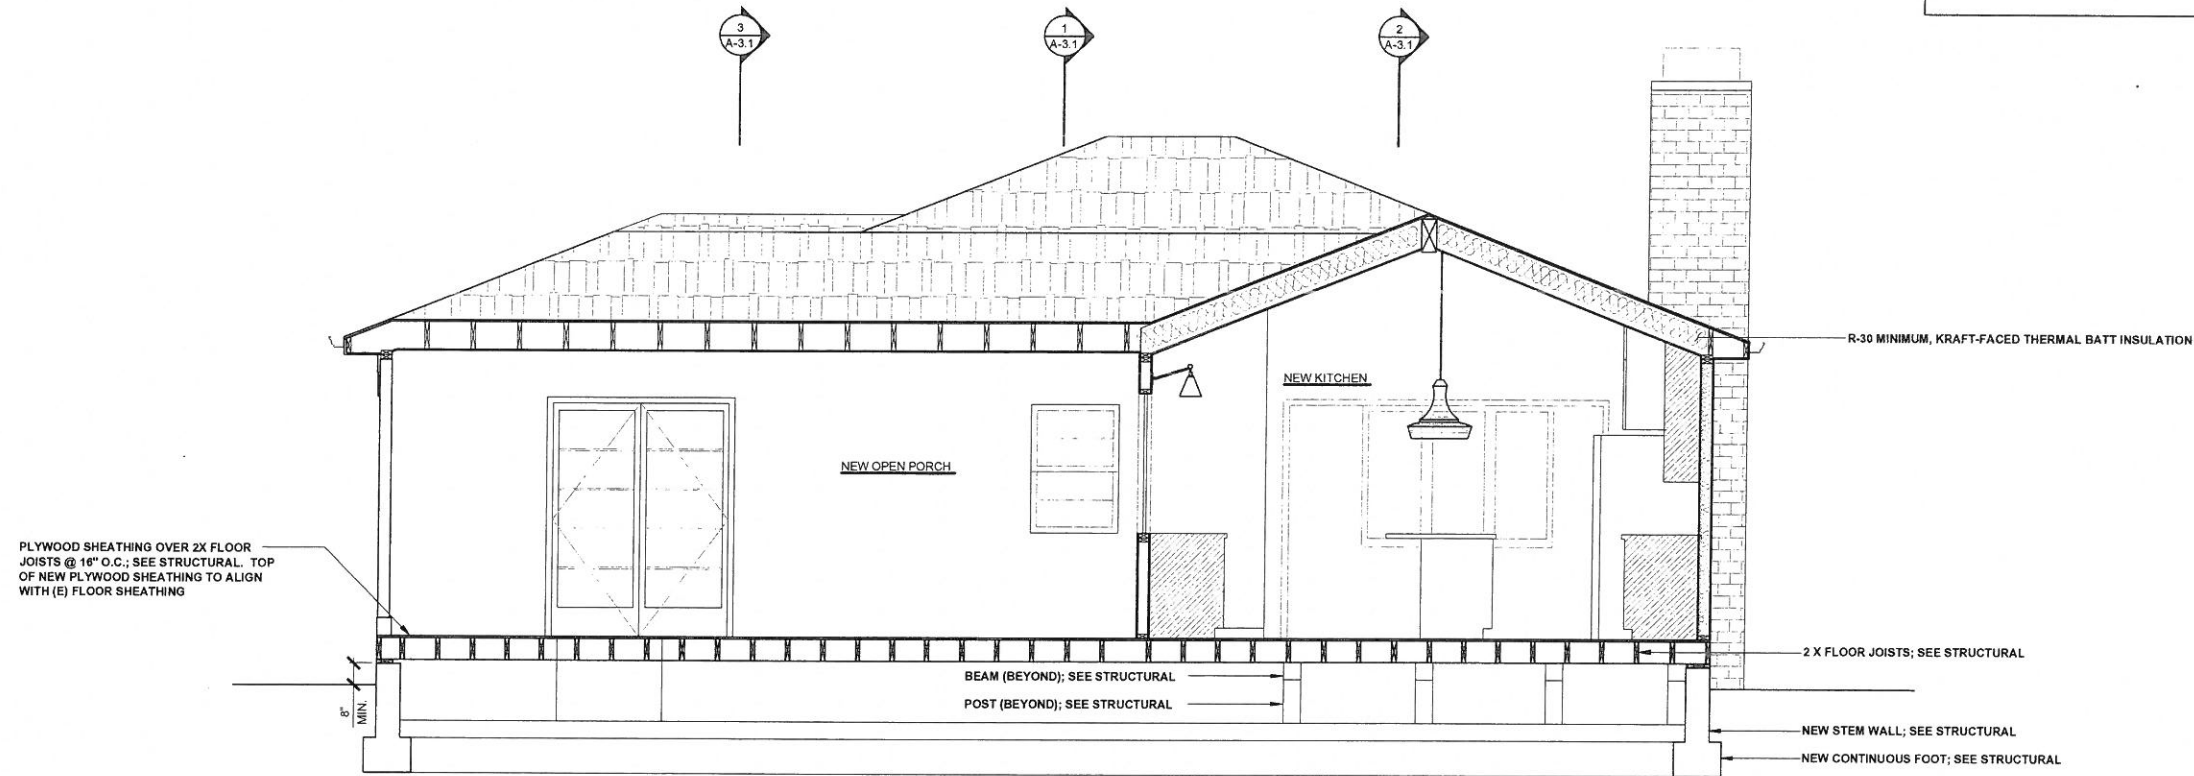 3
A-3.1
1
A-3.1
2
A-3.1
R-30 MINIMUM, KRAFT-FACED THERMAL BATT INSULATION
NEW KITCHEN
NEW OPEN PORCH
PLYWOOD SHEATHING OVER 2X FLOOR
JOISTS @ 16" O.C.; SEE STRUCTURAL. TOP
OF NEW PLYWOOD SHEATHING TO ALIGN
WITH (E) FLOOR SHEATHING
2 X FLOOR JOISTS; SEE STRUCTURAL
BEAM (BEYOND); SEE STRUCTURAL
POST (BEYOND); SEE STRUCTURAL
8"
MIN.
NEW STEM WALL; SEE STRUCTURAL
NEW CONTINUOUS FOOT; SEE STRUCTURAL